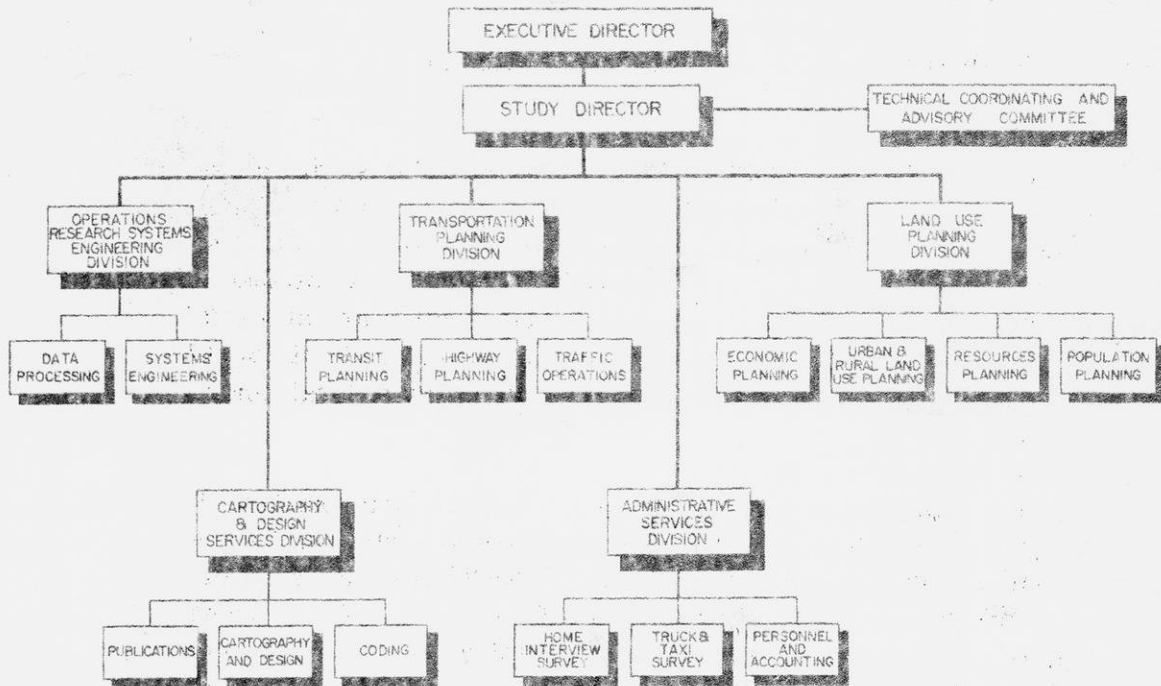 EXECUTIVE DIRECTOR
STUDY DIRECTOR
TECHNICAL COORDINATING AND
ADVISORY COMMITTEE
OPERATIONS
RESEARCH SYSTEMS
ENGINEERING
DIVISION
TRANSPORTATION
PLANNING
DIVISION
LAND USE
PLANNING
DIVISION
DATA
PROCESSING
SYSTEMS
ENGINEERING
TRANSIT
PLANNING
HIGHWAY
PLANNING
TRAFFIC
OPERATIONS
ECONOMIC
PLANNING
URBAN &
RURAL LAND
USE PLANNING
RESOURCES
PLANNING
POPULATION
PLANNING
CARTOGRAPHY
& DESIGN
SERVICES DIVISION
ADMINISTRATIVE
SERVICES
DIVISION
PUBLICATIONS
CARTOGRAPHY
AND DESIGN
CODING
HOME
INTERVIEW
SURVEY
TRUCK &
TAXI
SURVEY
PERSONNEL
AND
ACCOUNTING